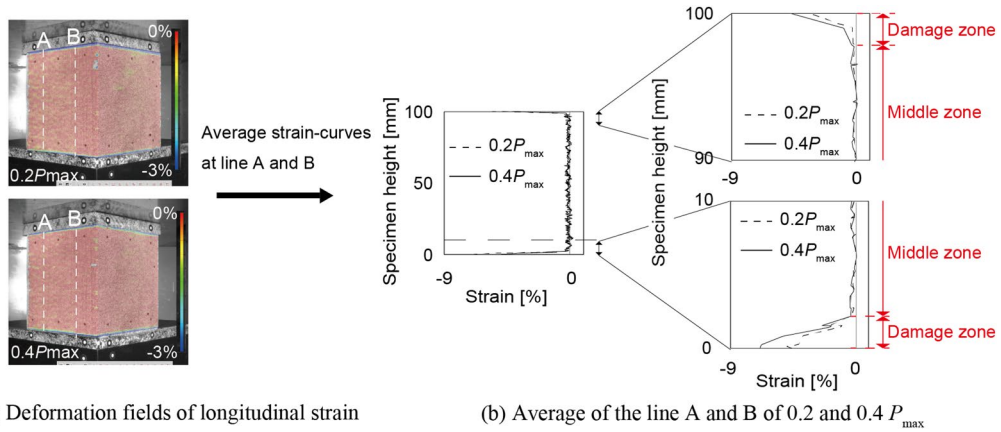 A
B
0%
0.2Pmax
-3%
A
B
0%
0.4Pmax
-3%
Average strain-curves
at line A and B
Specimen height [mm]
100
50
0
0.2Pmax
0.4Pmax
-9
0
Strain [%]
Specimen height [mm]
100
90
0.2Pmax
0.4Pmax
-9
0
Damage zone
Middle zone
10
0
0.2Pmax
0.4Pmax
-9
0
Strain [%]
Middle zone
Damage zone
Deformation fields of longitudinal strain
(b) Average of the line A and B of 0.2 and 0.4 Pmax